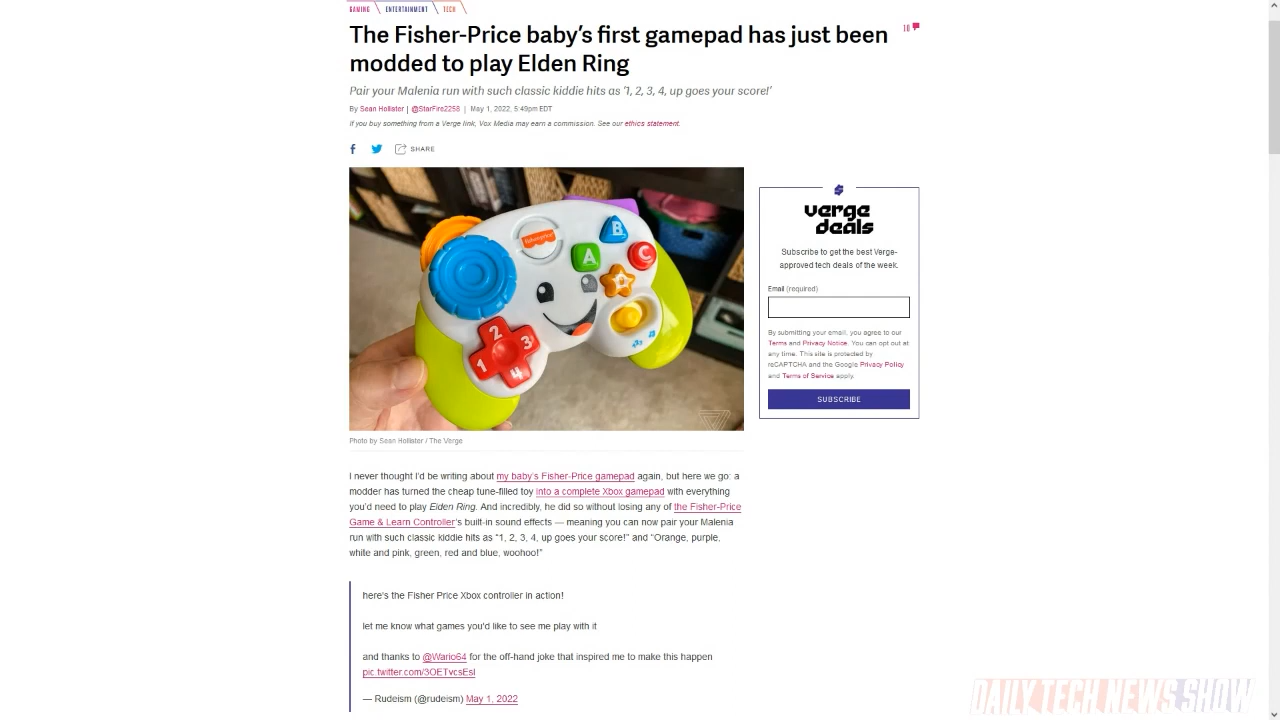 GAMING ENTERTAINMENT TECH
The Fisher-Price baby's first gamepad has just been
modded to play Elden Ring
10
Pair your Malenia run with such classic kiddie hits as '1, 2, 3, 4, up goes your score!'
By Sean Hollister | @StarFire2258 | May 1, 2022, 5:49pm EDT
If you buy something from a Verge link, Vox Media may earn a commission. See our ethics statement.
SHARE
Fisher-Price
A
B
C
1
2
3
4
Photo by Sean Hollister / The Verge
verge
deals
Subscribe to get the best Verge-
approved tech deals of the week.
Email (required)
By submitting your email, you agree to our
Terms and Privacy Notice. You can opt out at
any time. This site is protected by
reCAPTCHA and the Google Privacy Policy
and Terms of Service apply.
SUBSCRIBE
I never thought I'd be writing about my baby's Fisher-Price gamepad again, but here we go: a
modder has turned the cheap tune-filled toy into a complete Xbox gamepad with everything
you'd need to play Elden Ring. And incredibly, he did so without losing any of the Fisher-Price
Game & Learn Controller's built-in sound effects — meaning you can now pair your Malenia
run with such classic kiddie hits as "1, 2, 3, 4, up goes your score!" and "Orange, purple,
white and pink, green, red and blue, woohoo!"
here's the Fisher Price Xbox controller in action!
let me know what games you'd like to see me play with it
and thanks to @Wario64 for the off-hand joke that inspired me to make this happen
pic.twitter.com/3OETvcsEsI
— Rudeism (@rudeism) May 1, 2022
DAILY TECH NEWS SHOW